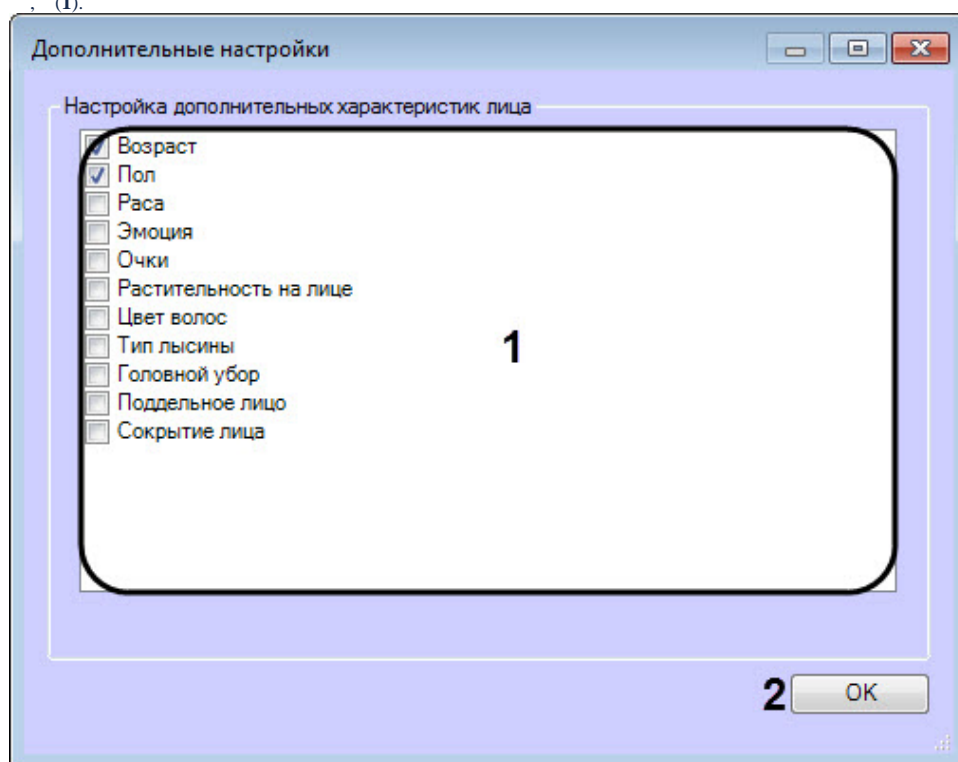 , (1).
Дополнительные настройки
Настройка дополнительных характеристик лица
Возраст
Пол
Раса
Эмоция
Очки
Растительность на лице
Цвет волос
1
Тип лысины
Головной убор
Поддельное лицо
Сокрытие лица
2 OK